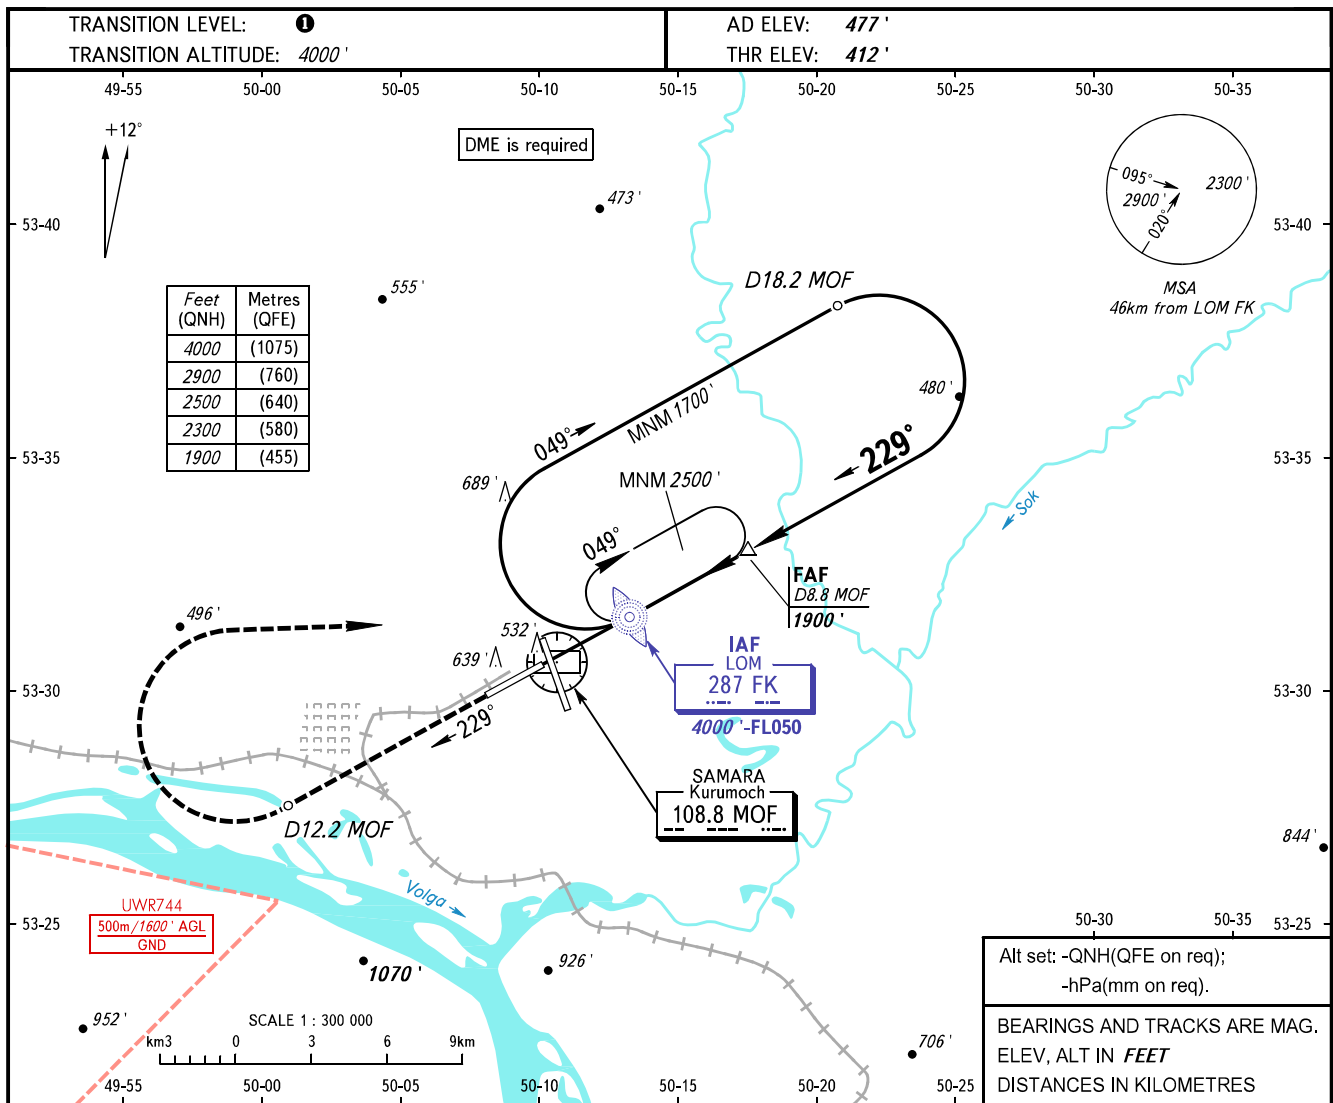 TRANSITION LEVEL: ❶
TRANSITION ALTITUDE: 4000 '
AD ELEV: 477 '
THR ELEV: 412 '
49-55 50-00 50-05 50-10 50-15 50-20 50-25 50-30 50-35
+12°
DME is required
473 '
095°
2900 '
2300 '
020°
53-40
53-40
MSA
46km from LOM FK
D18.2 MOF
555 '
Feet (QNH) Metres (QFE)
4000 (1075)
2900 (760)
2500 (640)
2300 (580)
1900 (455)
480 '
MNM 1700'
049°
229°
53-35
53-35
689 '
MNM 2500'
Sok
049°
FAF
D8.8 MOF
1900 '
496 '
532 '
639 '
IAF
LOM
287 FK
4000 '-FL050
53-30
53-30
229°
SAMARA
Kurumoch
108.8 MOF
D12.2 MOF
844 '
Volga
UWR744
500m/1600 ' AGL
GND
53-25
50-30 50-35
53-25
1070 '
926 '
Alt set: -QNH(QFE on req);
-hPa(mm on req).
952 '
SCALE 1 : 300 000
km3 0 3 6 9km
706 '
BEARINGS AND TRACKS ARE MAG.
ELEV, ALT IN FEET
DISTANCES IN KILOMETRES
49-55 50-00 50-05 50-10 50-15 50-20 50-25